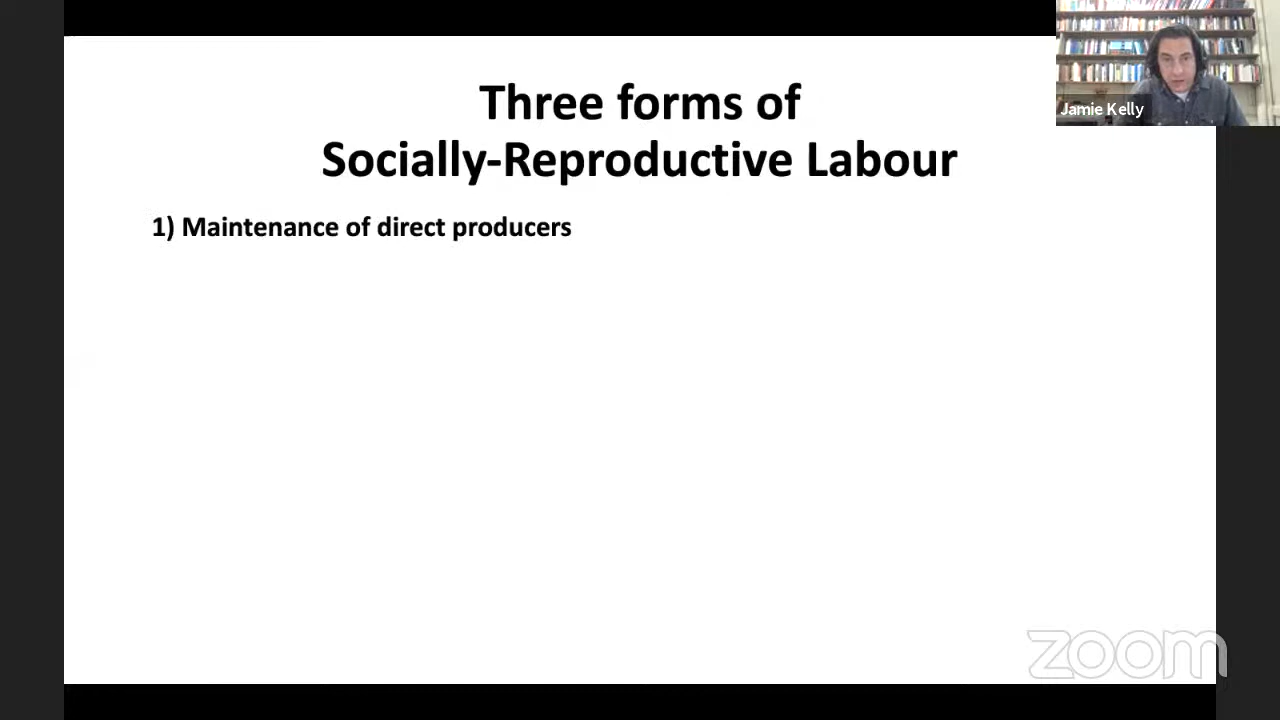 Three forms of
Socially-Reproductive Labour
Jamie Kelly
1) Maintenance of direct producers
zoom